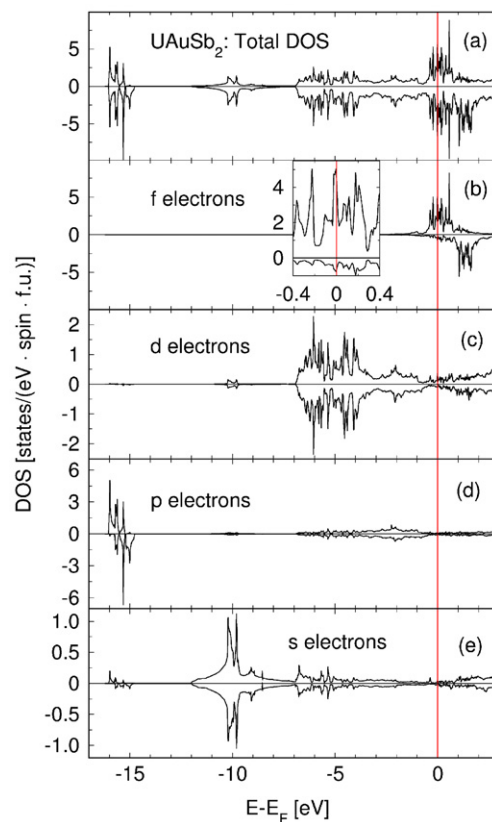 DOS [states/(eV · spin · f.u.)]
UAuSb₂: Total DOS
(a)
5
0
-5
f electrons
(b)
5
0
-5
4
2
0
-0.4
0
0.4
d electrons
(c)
2
1
0
1
2
p electrons
(d)
6
3
0
-3
-6
s electrons
(e)
1.0
0.5
0.0
-0.5
-1.0
-15
-10
-5
0
E-E_F [eV]